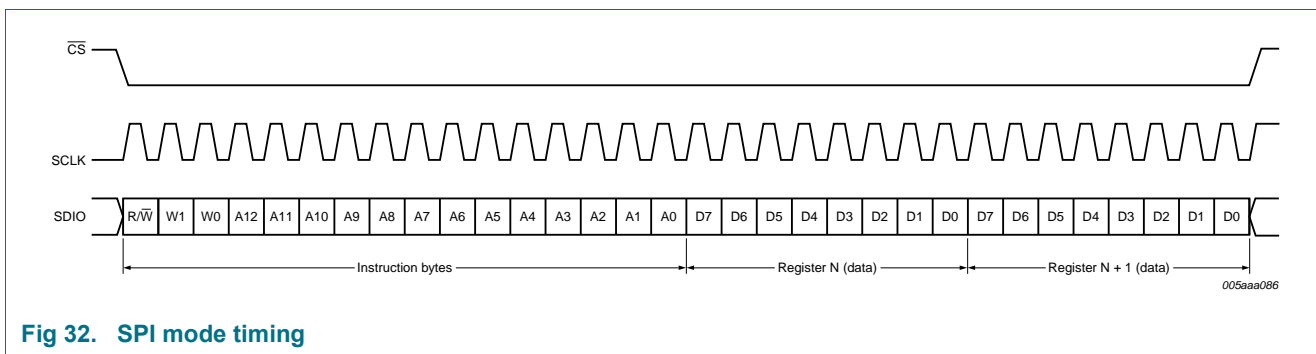 CS
SCLK
SDIO R/W W1 W0 A12 A11 A10 A9 A8 A7 A6 A5 A4 A3 A2 A1 A0 D7 D6 D5 D4 D3 D2 D1 D0 D7 D6 D5 D4 D3 D2 D1 D0
Instruction bytes Register N (data) Register N + 1 (data)
005aaa086
Fig 32. SPI mode timing